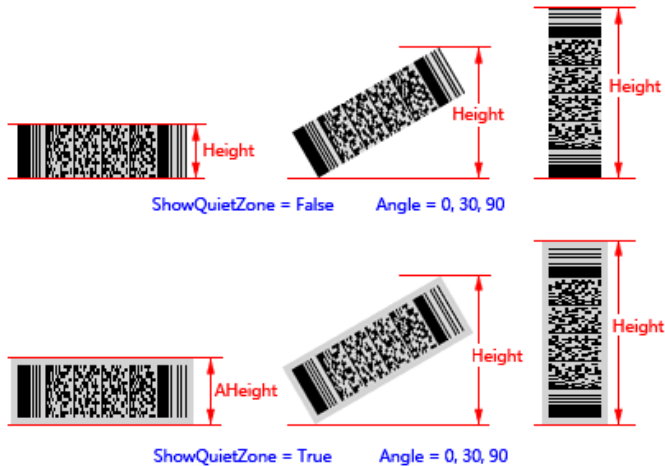 Height
Height
Height
ShowQuietZone = False Angle = 0, 30, 90
AHeight
Height
Height
ShowQuietZone = True Angle = 0, 30, 90